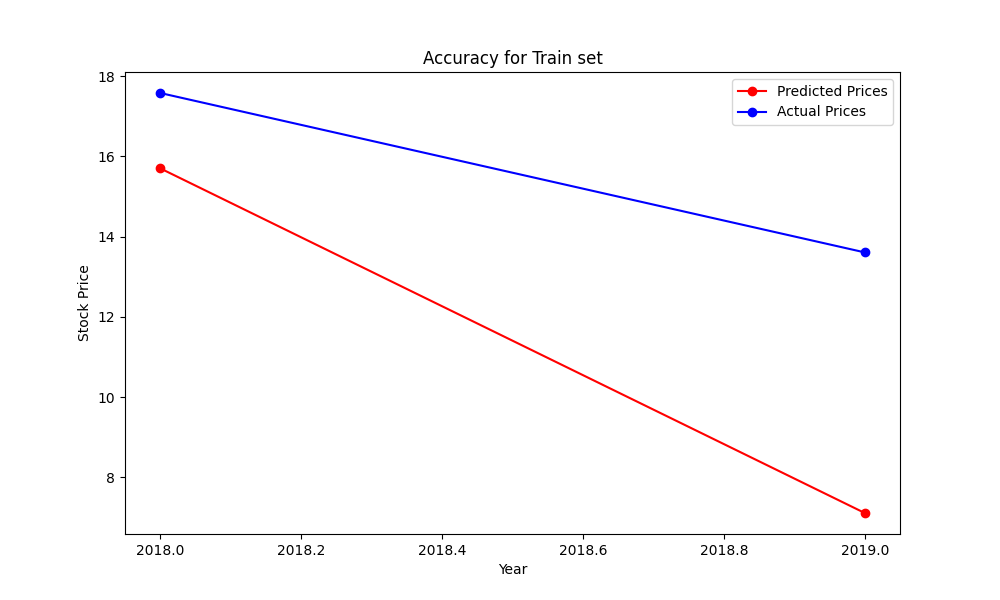 Accuracy for Train set
Predicted Prices
Actual Prices
Stock Price
18
16
14
12
10
8
2018.0 2018.2 2018.4 2018.6 2018.8 2019.0
Year